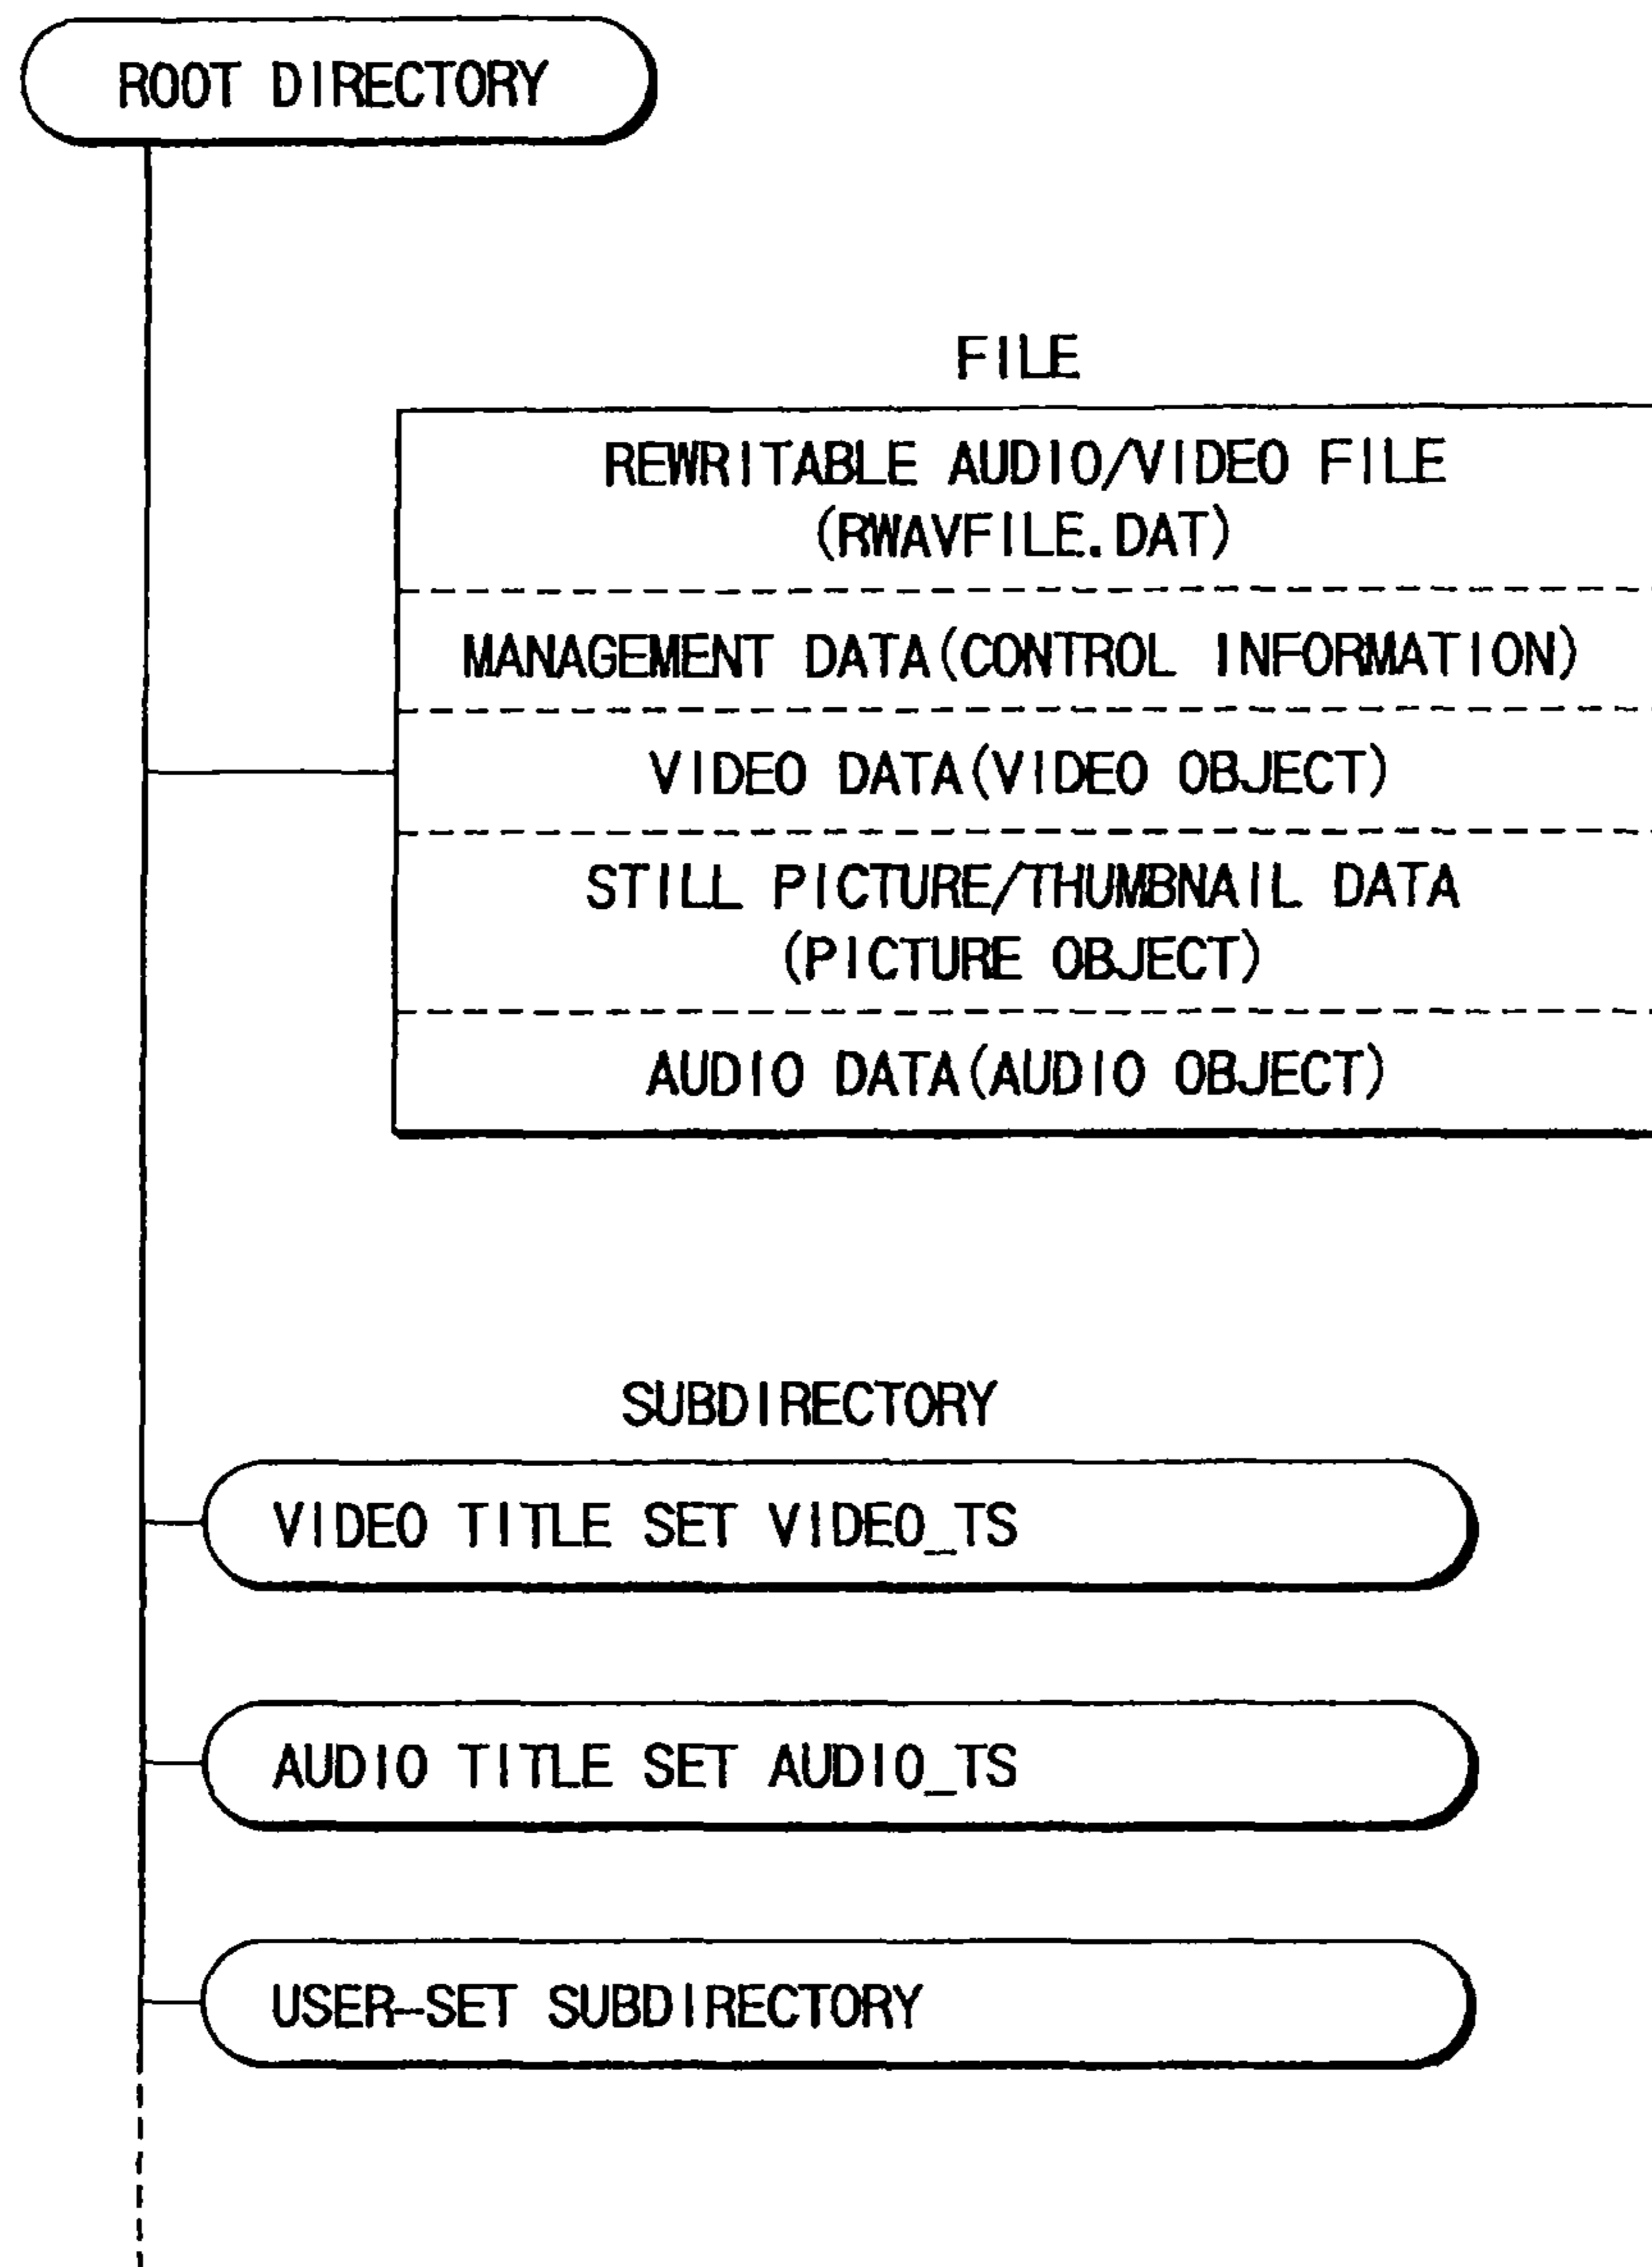 ROOT DIRECTORY
FILE
REWRITABLE AUDIO/VIDEO FILE
(RWAVFILE.DAT)
MANAGEMENT DATA(CONTROL INFORMATION)
VIDEO DATA(VIDEO OBJECT)
STILL PICTURE/THUMBNAIL DATA
(PICTURE OBJECT)
AUDIO DATA(AUDIO OBJECT)
SUBDIRECTORY
VIDEO TITLE SET VIDEO_TS
AUDIO TITLE SET AUDIO_TS
USER-SET SUBDIRECTORY